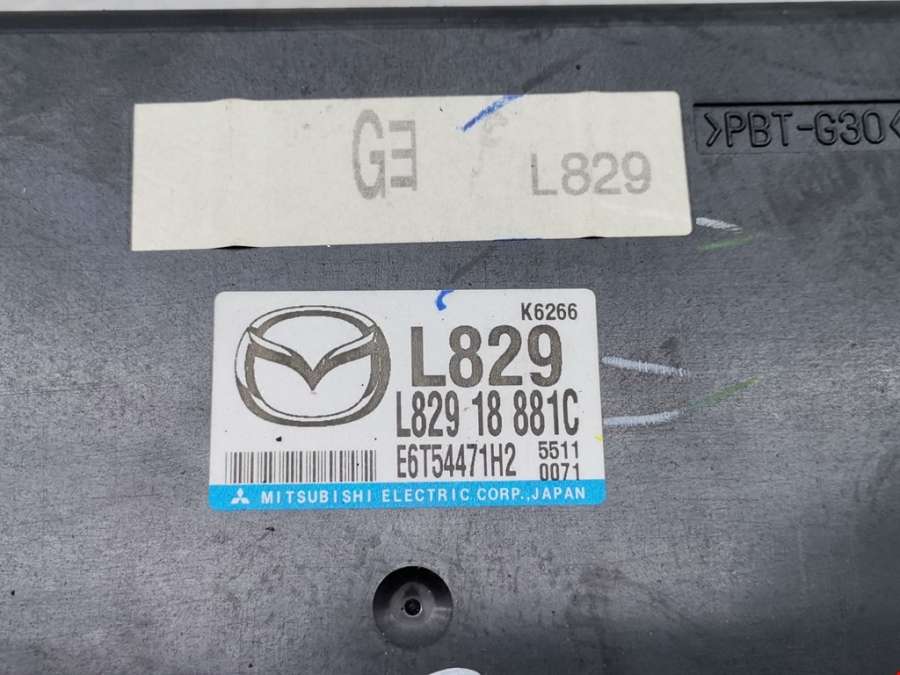 GE
L829
>PBT-G30<
K6266
L829
L829 18 881C
E6T54471H2 5511
0071
MITSUBISHI ELECTRIC CORP., JAPAN